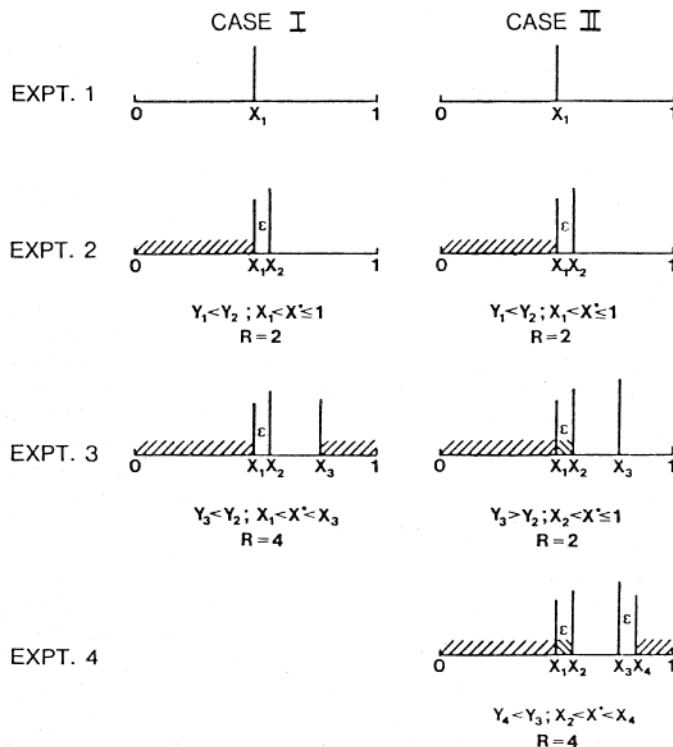 CASE I CASE II
EXPT. 1
0 X₁ 1
0 X₁ 1
EXPT. 2
ε
0 X₁X₂ 1
ε
0 X₁X₂ 1
Y₁<Y₂ ; X₁<X*≤1
R=2
Y₁<Y₂; X₁<X*≤1
R=2
EXPT. 3
ε
0 X₁X₂ X₃ 1
ε
0 X₁X₂ X₃ 1
Y₃<Y₂; X₁<X*<X₃
R=4
Y₃>Y₂;X₂<X*≤1
R=2
EXPT. 4
ε ε
0 X₁X₂ X₃X₄ 1
Y₄<Y₃; X₂<X*<X₄
R=4